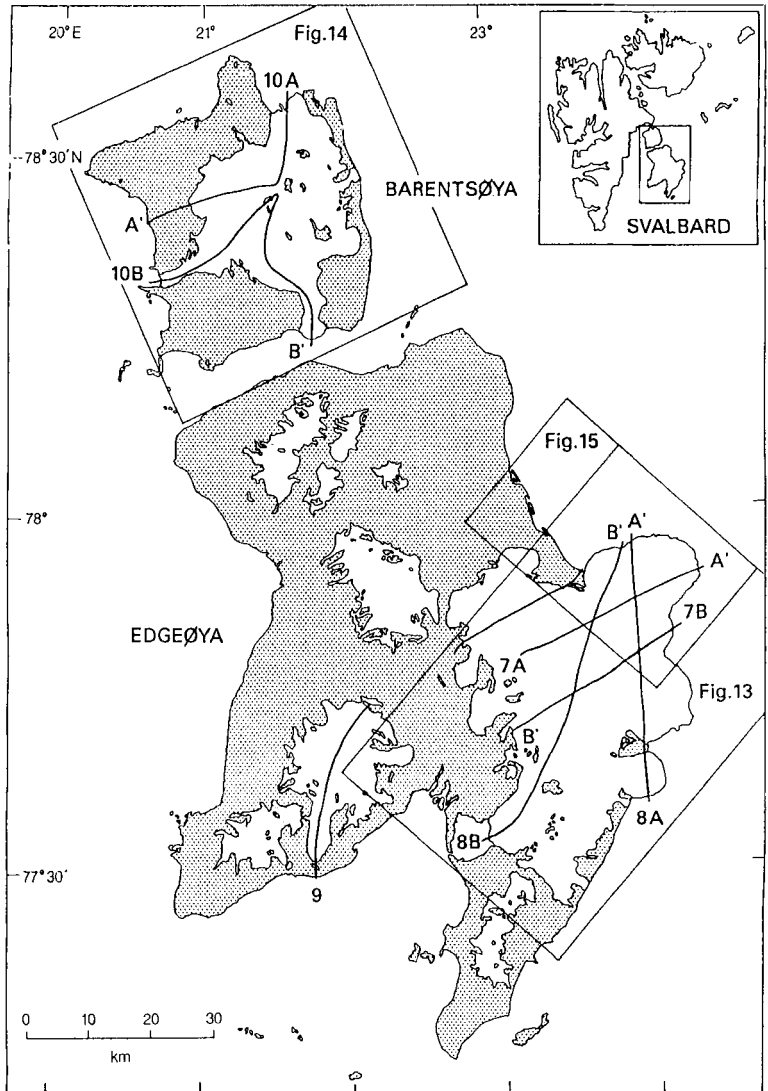 20°E
21°
23°
Fig.14
10A
78°30'N
BARENTSØYA
SVALBARD
A'
10B
B'
Fig.15
78°
B'
A'
A'
EDGEØYA
7A
7B
Fig.13
B'
8A
8B
77°30'
9
0
10
20
30
km